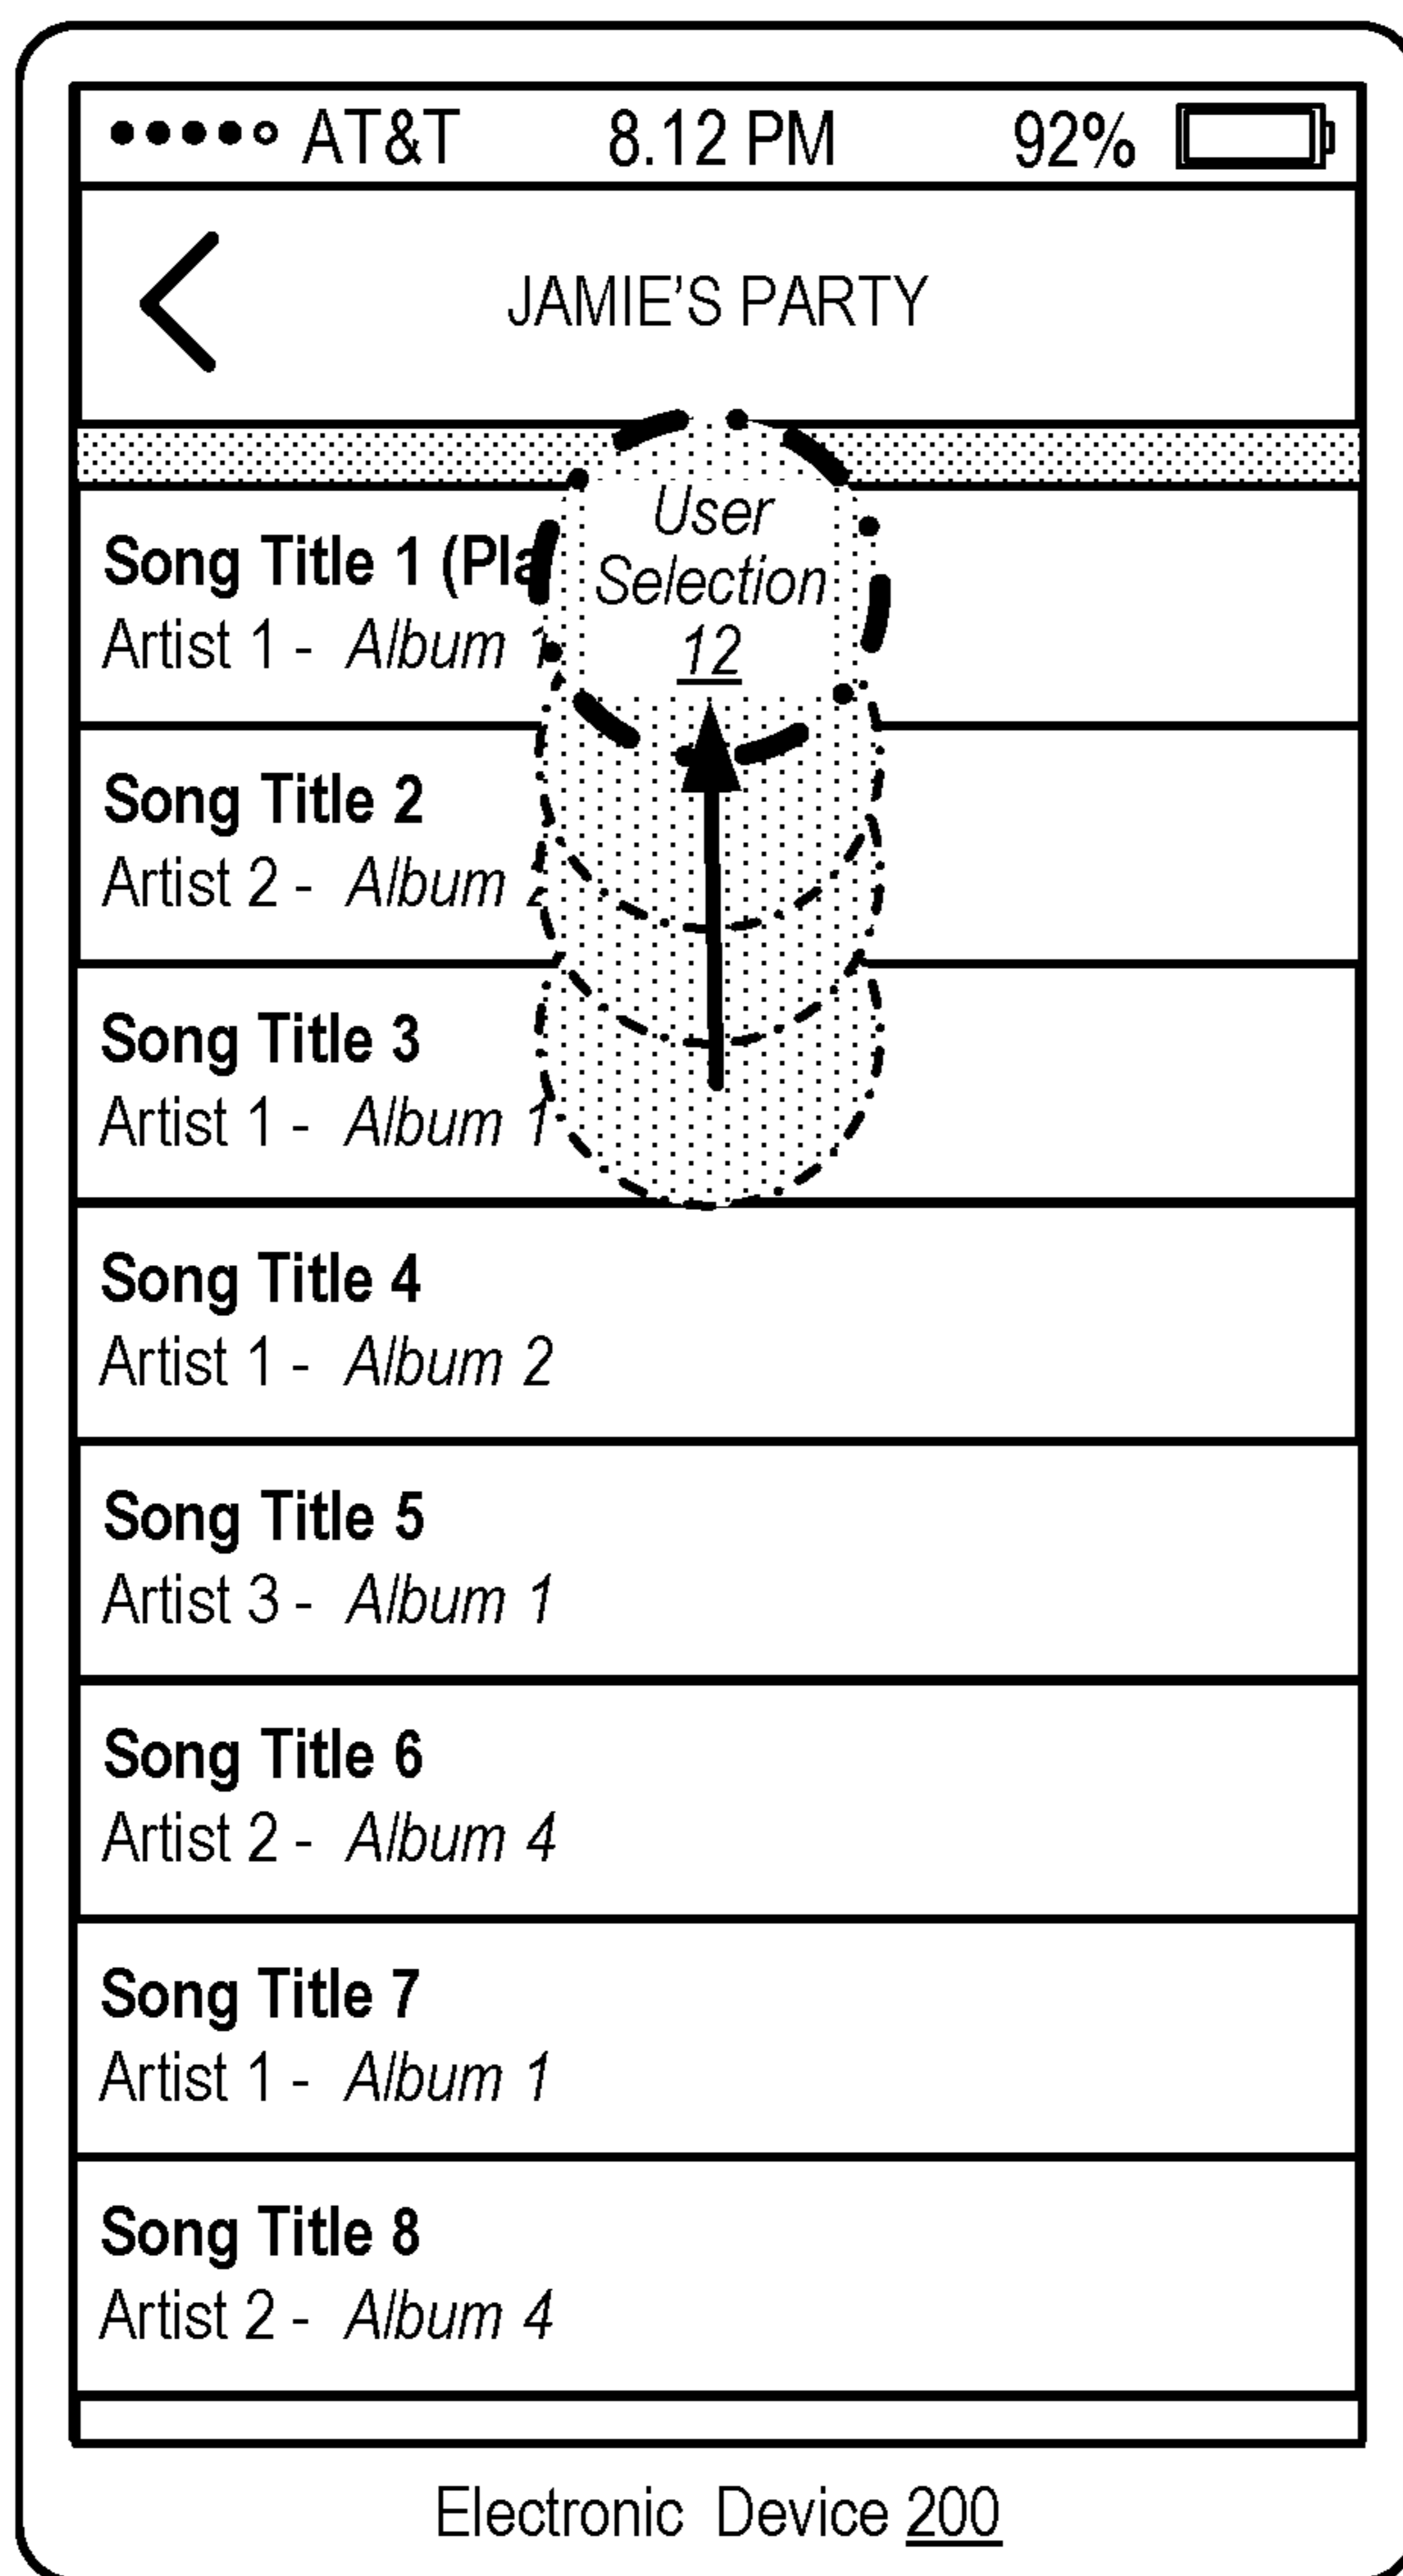 AT&T 8.12 PM 92%
JAMIE'S PARTY
User
Selection
12
Song Title 1
Artist 1 - Album 1
Song Title 2
Artist 2 - Album
Song Title 3
Artist 1 - Album 1
Song Title 4
Artist 1 - Album 2
Song Title 5
Artist 3 - Album 1
Song Title 6
Artist 2 - Album 4
Song Title 7
Artist 1 - Album 1
Song Title 8
Artist 2 - Album 4
Electronic Device 200